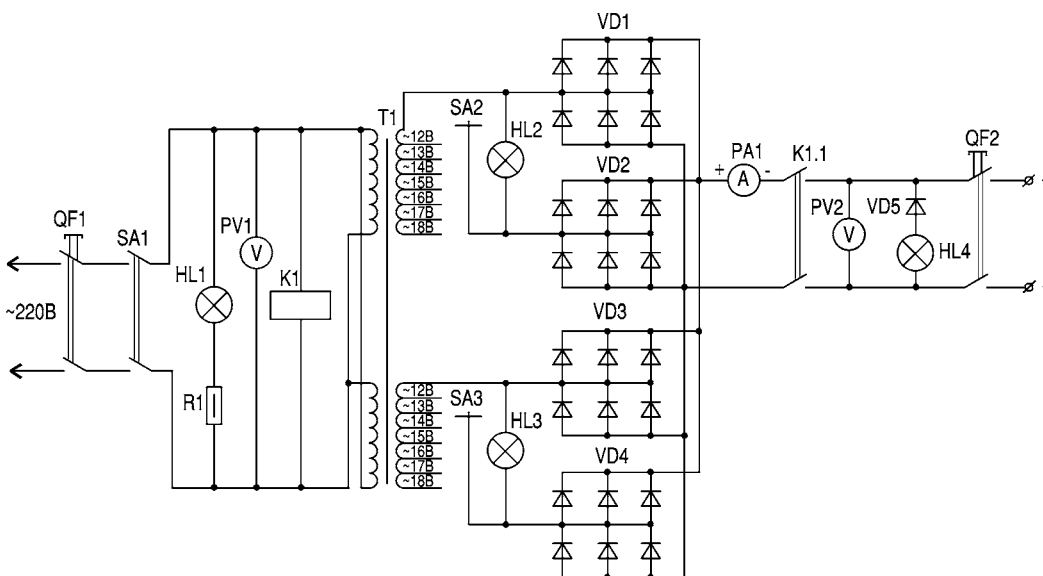 VD1
T1
SA2
HL2
~12В
~13В
~14В
~15В
~16В
~17В
~18В
VD2
+ PA1 -
A
K1.1
QF2
PV2
V
VD5
HL4
QF1
SA1
~220В
HL1
PV1
V
K1
R1
VD3
~12В
~13В
~14В
~15В
~16В
~17В
~18В
SA3
HL3
VD4